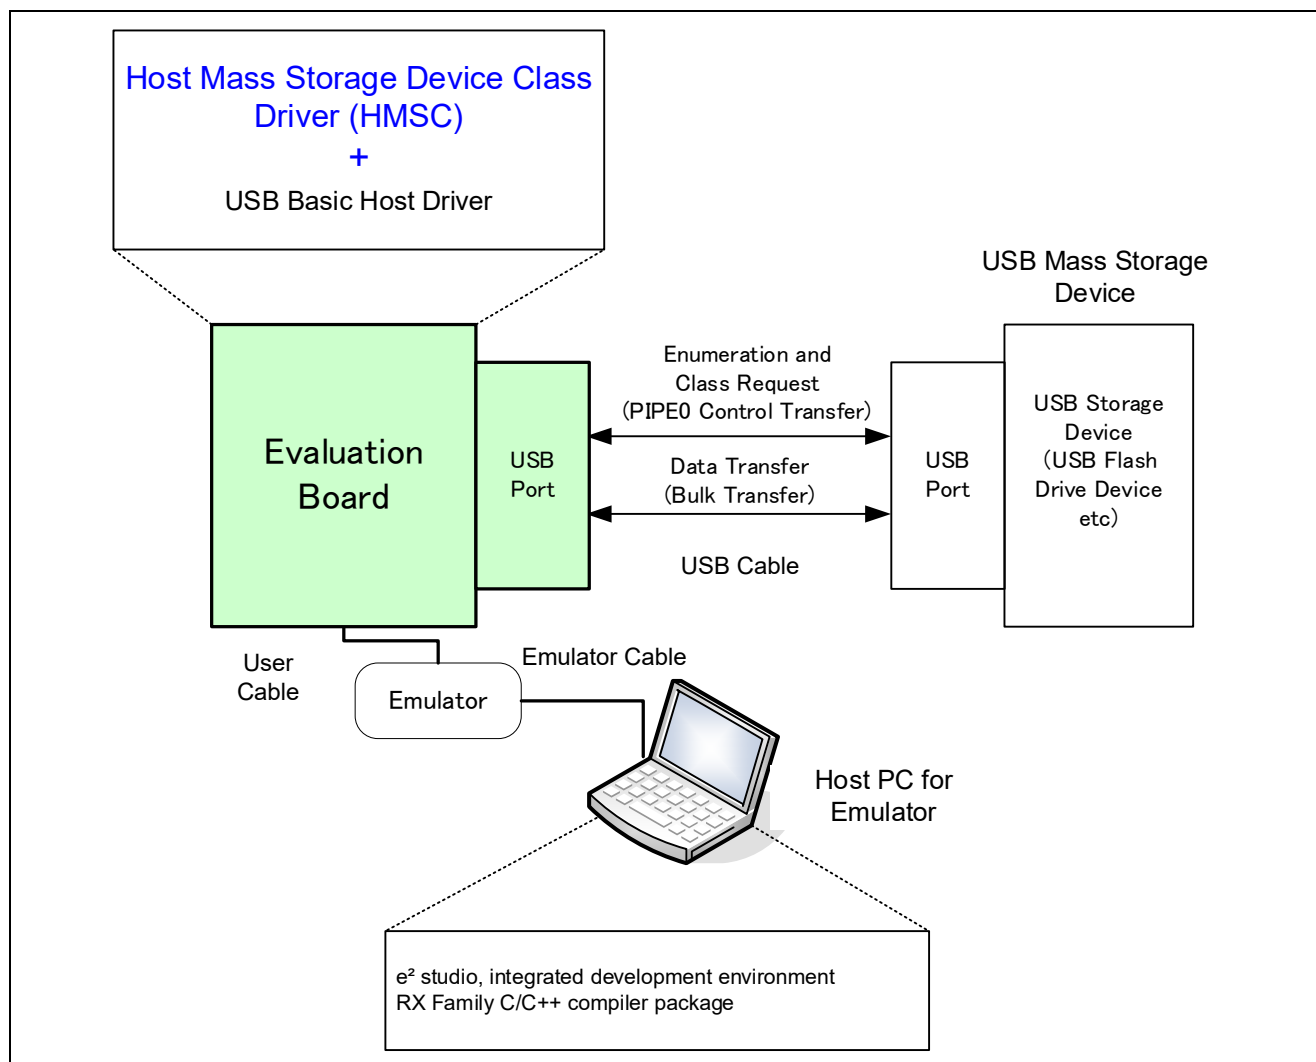 Host Mass Storage Device Class
Driver (HMSC)
+
USB Basic Host Driver
USB Mass Storage
Device
Evaluation
Board
USB
Port
Enumeration and
Class Request
(PIPE0 Control Transfer)
Data Transfer
(Bulk Transfer)
USB Cable
USB
Port
USB Storage
Device
(USB Flash
Drive Device
etc)
User
Cable
Emulator
Emulator Cable
Host PC for
Emulator
e² studio, integrated development environment
RX Family C/C++ compiler package